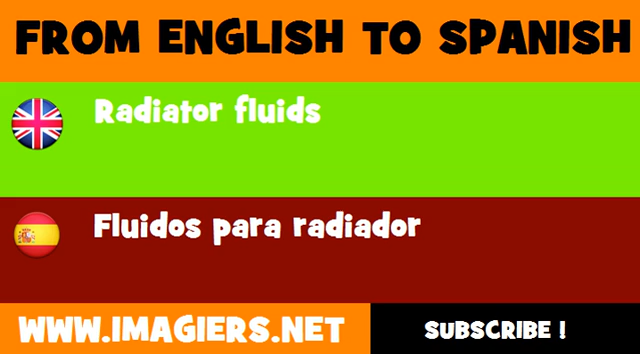 FROM ENGLISH TO SPANISH
Radiator fluids
Fluidos para radiador
WWW.IMAGIERS.NET
SUBSCRIBE !